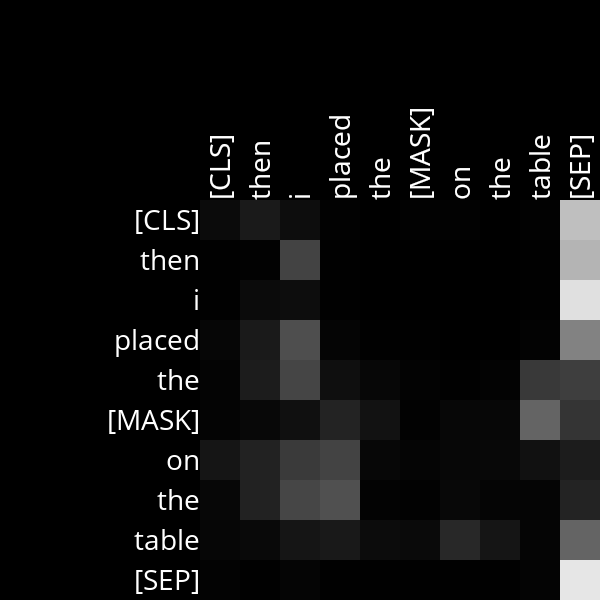 [CLS] then i placed the [MASK] on the table [SEP]
[CLS]
then
i
placed
the
[MASK]
on
the
table
[SEP]